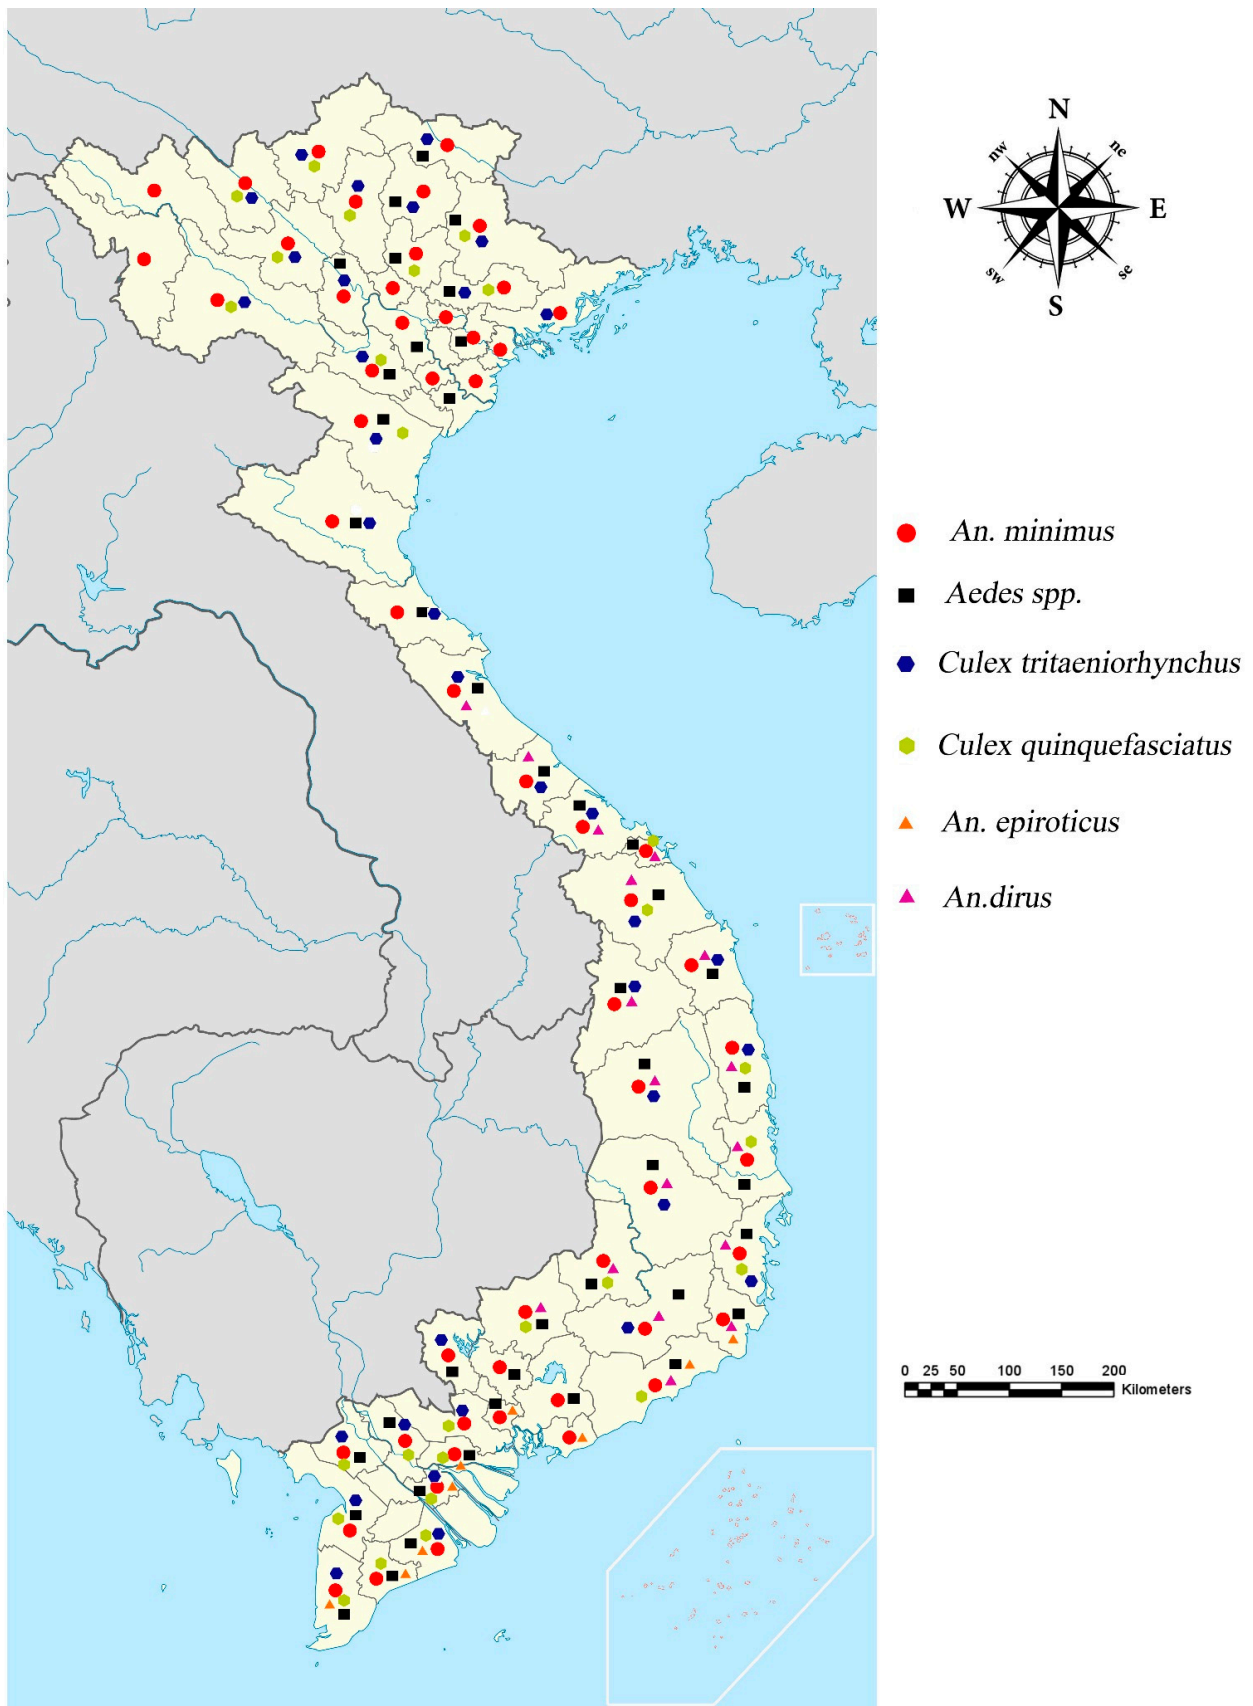 N
nw
ne
W
E
sw
se
S
An. minimus
Aedes spp.
Culex tritaeniorhynchus
Culex quinquefasciatus
An. epiroticus
An.dirus
0 25 50 100 150 200
Kilometers